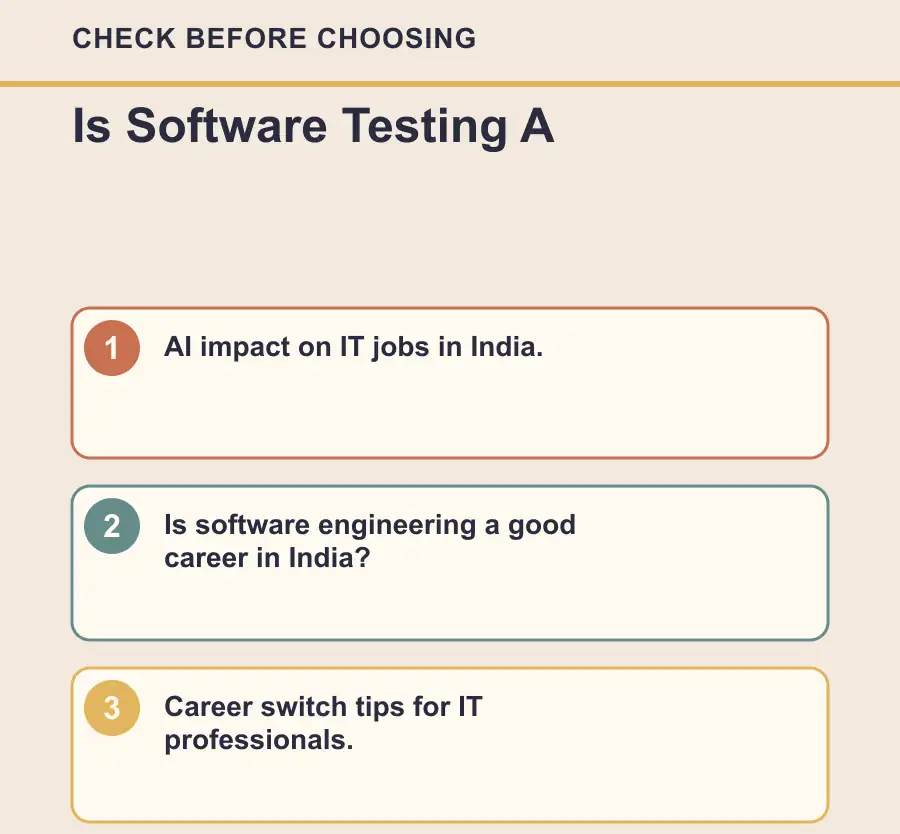 CHECK BEFORE CHOOSING
Is Software Testing A
1
AI impact on IT jobs in India.
2
Is software engineering a good
career in India?
3
Career switch tips for IT
professionals.